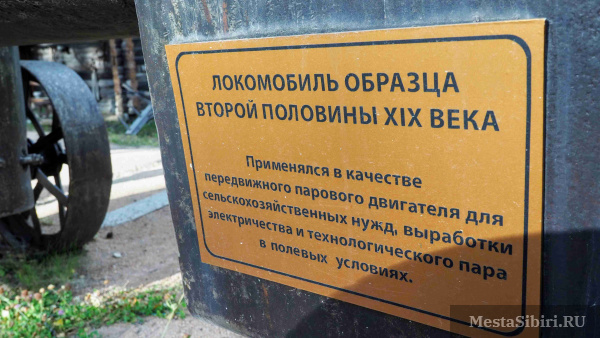 ЛОКОМОБИЛЬ ОБРАЗЦА
ВТОРОЙ ПОЛОВИНЫ XIX ВЕКА
Применялся в качестве
передвижного парового двигателя для
сельскохозяйственных нужд, выработки
электричества и технологического пара
в полевых условиях.
MestaSibiri.RU